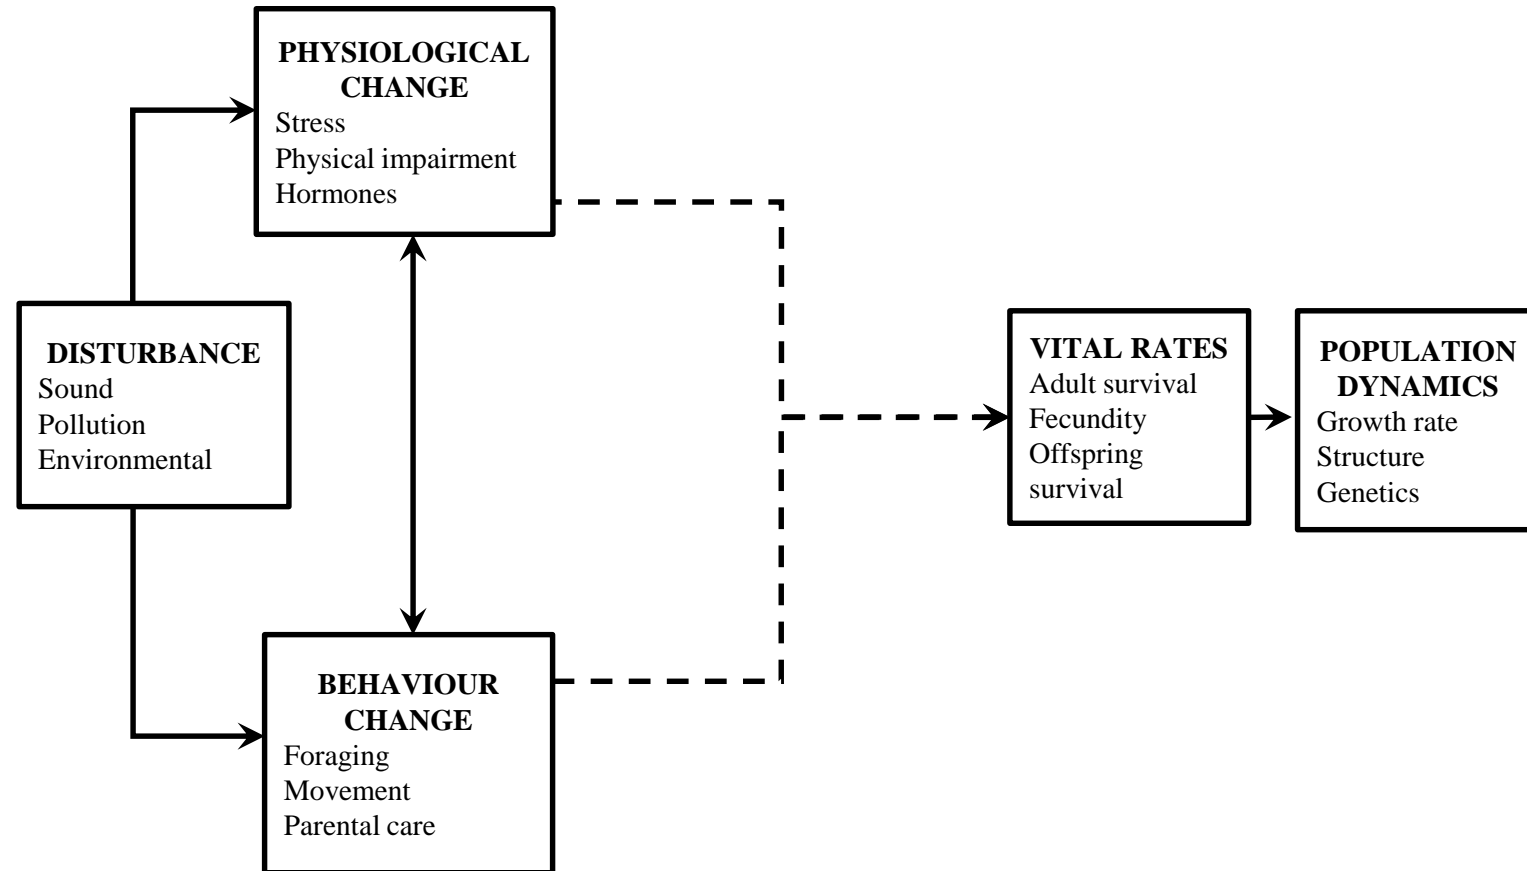 PHYSIOLOGICAL
CHANGE
Stress
Physical impairment
Hormones
DISTURBANCE
Sound
Pollution
Environmental
BEHAVIOUR
CHANGE
Foraging
Movement
Parental care
VITAL RATES
Adult survival
Fecundity
Offspring
survival
POPULATION
DYNAMICS
Growth rate
Structure
Genetics